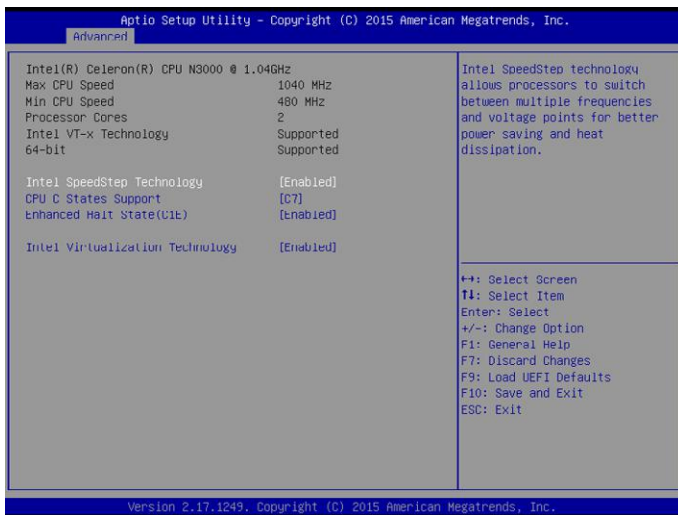 Aptio Setup Utility – Copyright (C) 2015 American Megatrends, Inc.
Advanced
Intel(R) Celeron(R) CPU N3000 @ 1.04GHz
Max CPU Speed 1040 MHz
Min CPU Speed 480 MHz
Processor Cores 2
Intel VT-x Technology Supported
64-bit Supported
Intel SpeedStep Technology [Enabled]
CPU C States Support [C7]
Enhanced Halt State(C1E) [Enabled]
Intel Virtualization Technology [Enabled]
Intel SpeedStep technology
allows processors to switch
between multiple frequencies
and voltage points for better
power saving and heat
dissipation.
↔: Select Screen
↑↓: Select Item
Enter: Select
+/-: Change Option
F1: General Help
F7: Discard Changes
F9: Load UEFI Defaults
F10: Save and Exit
ESC: Exit
Version 2.17.1249. Copyright (C) 2015 American Megatrends, Inc.